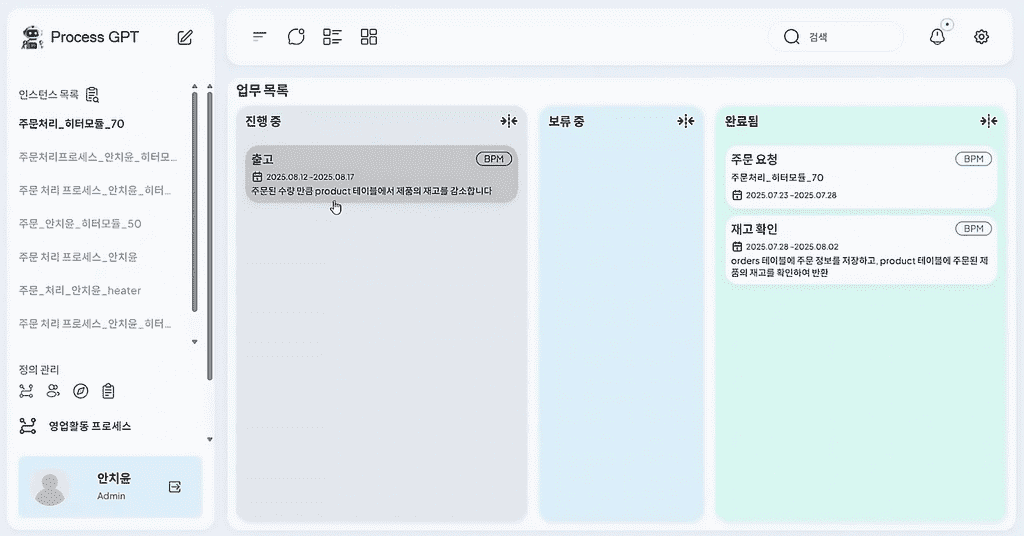 Process GPT
검색
인스턴스 목록
주문처리_히터모듈_70
주문처리프로세스_안치윤_히터모...
주문 처리 프로세스_안치윤_히터...
주문_안치윤_히터모듈_50
주문 처리 프로세스_안치윤
주문_처리_안치윤_heater
주문 처리 프로세스_안치윤_히터...
정의 관리
영업활동 프로세스
안치윤
Admin
업무 목록
진행 중
출고
BPM
2025.08.12~2025.08.17
주문된 수량 만큼 product 테이블에서 제품의 재고를 감소합니다
보류 중
완료됨
주문 요청
BPM
주문처리_히터모듈_70
2025.07.23~2025.07.28
재고 확인
BPM
2025.07.28~2025.08.02
orders 테이블에 주문 정보를 저장하고, product 테이블에 주문된 제
품의 재고를 확인하여 반환